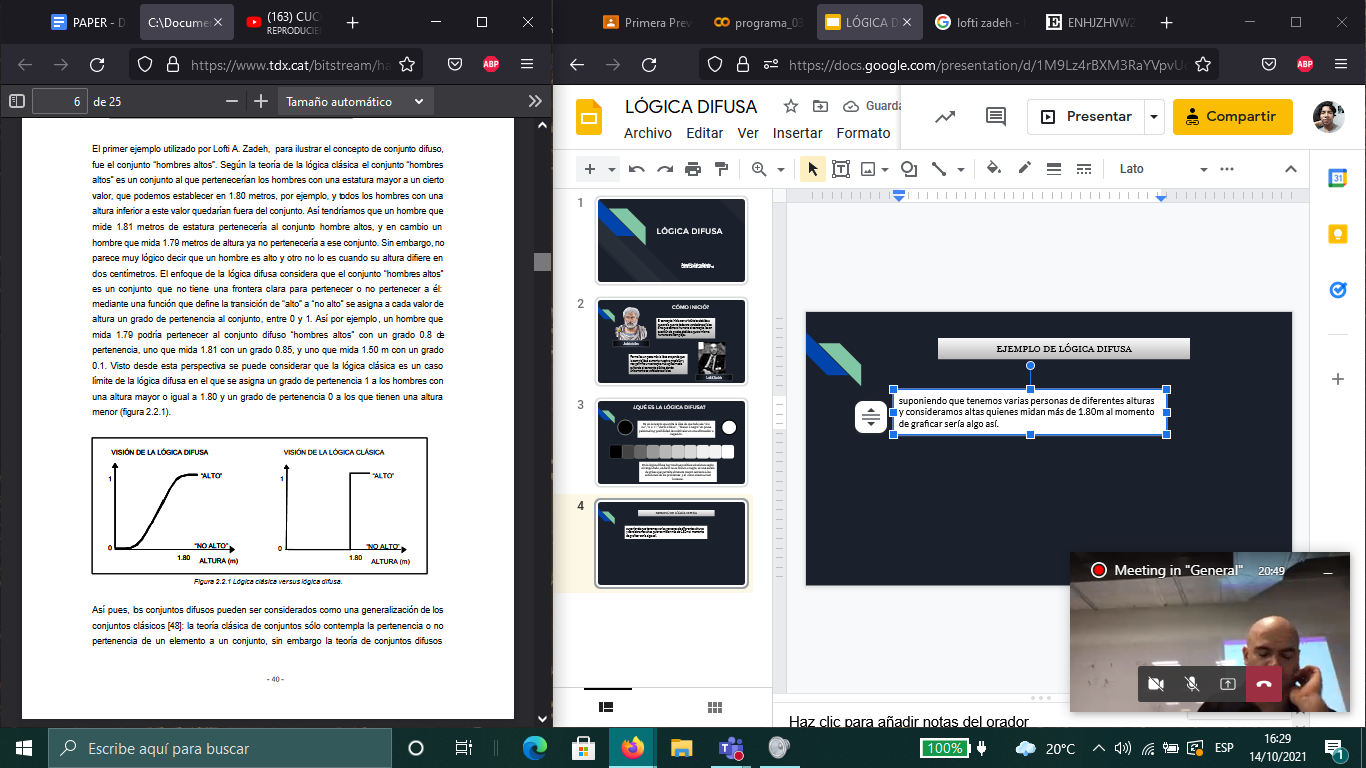 PAPER - D
C:\Docume
(163) CUC
REPRODUCIE
https://www.tdx.cat/bitstream/ha
6 de 25
Tamaño automático
El primer ejemplo utilizado por Lofti A. Zadeh, para ilustrar el concepto de conjunto difuso,
fue el conjunto "hombres altos". Según la teoría de la lógica clásica el conjunto "hombres
altos" es un conjunto al que pertenecerían los hombres con una estatura mayor a un cierto
valor, que podemos establecer en 1.80 metros, por ejemplo, y todos los hombres con una
altura inferior a este valor quedarían fuera del conjunto. Así tendríamos que un hombre que
mide 1.81 metros de estatura pertenecería al conjunto hombre altos, y en cambio un
hombre que mida 1.79 metros de altura ya no pertenecería a ese conjunto. Sin embargo, no
parece muy lógico decir que un hombre es alto y otro no lo es cuando su altura difiere en
dos centímetros. El enfoque de la lógica difusa considera que el conjunto "hombres altos"
es un conjunto que no tiene una frontera clara para pertenecer o no pertenecer a él:
mediante una función que define la transición de "alto" a "no alto" se asigna a cada valor de
altura un grado de pertenencia al conjunto, entre 0 y 1. Así por ejemplo, un hombre que
mide 1.79 podría pertenecer al conjunto difuso "hombres altos" con un grado 0.8 de
pertenencia, uno que mida 1.81 con un grado 0.85, y uno que mida 1.50 m con un grado
0.1. Visto desde esta perspectiva se puede considerar que la lógica clásica es un caso
límite de la lógica difusa en el que se asigna un grado de pertenencia 1 a los hombres con
una altura mayor o igual a 1.80 y un grado de pertenencia 0 a los que tienen una altura
menor (figura 2.2.1).
VISIÓN DE LA LÓGICA DIFUSA
1
"ALTO"
0
"NO ALTO"
1.80
ALTURA (m)
VISIÓN DE LA LÓGICA CLÁSICA
1
"ALTO"
0
"NO ALTO"
1.80
ALTURA (m)
Figura 2.2.1 Lógica clásica versus lógica difusa.
Así pues, los conjuntos difusos pueden ser considerados como una generalización de los
conjuntos clásicos [48]: la teoría clásica de conjuntos sólo contempla la pertenencia o no
pertenencia de un elemento a un conjunto, sin embargo la teoría de conjuntos difusos
- 40 -
Primera Prev
programa_03
LÓGICA D
lofti zadeh -
ENHJZHVWZ
https://docs.google.com/presentation/d/1M9Lz4rBXM3RaYVpvU
LÓGICA DIFUSA
Guarda
Archivo Editar Ver Insertar Formato
Presentar
Compartir
Lato
1
LÓGICA DIFUSA
2
CÓMO INICIÓ?
3
¿QUÉ ES LA LÓGICA DIFUSA?
4
EJEMPLO DE LÓGICA DIFUSA
suponiendo que tenemos varias personas de diferentes alturas
y consideramos altas quienes midan más de 1.80m al momento
de graficar sería algo así.
Meeting in "General" 20:49
Haz clic para añadir notas del orador
31
Escribe aquí para buscar
100%
20°C
ESP
16:29
14/10/2021
1